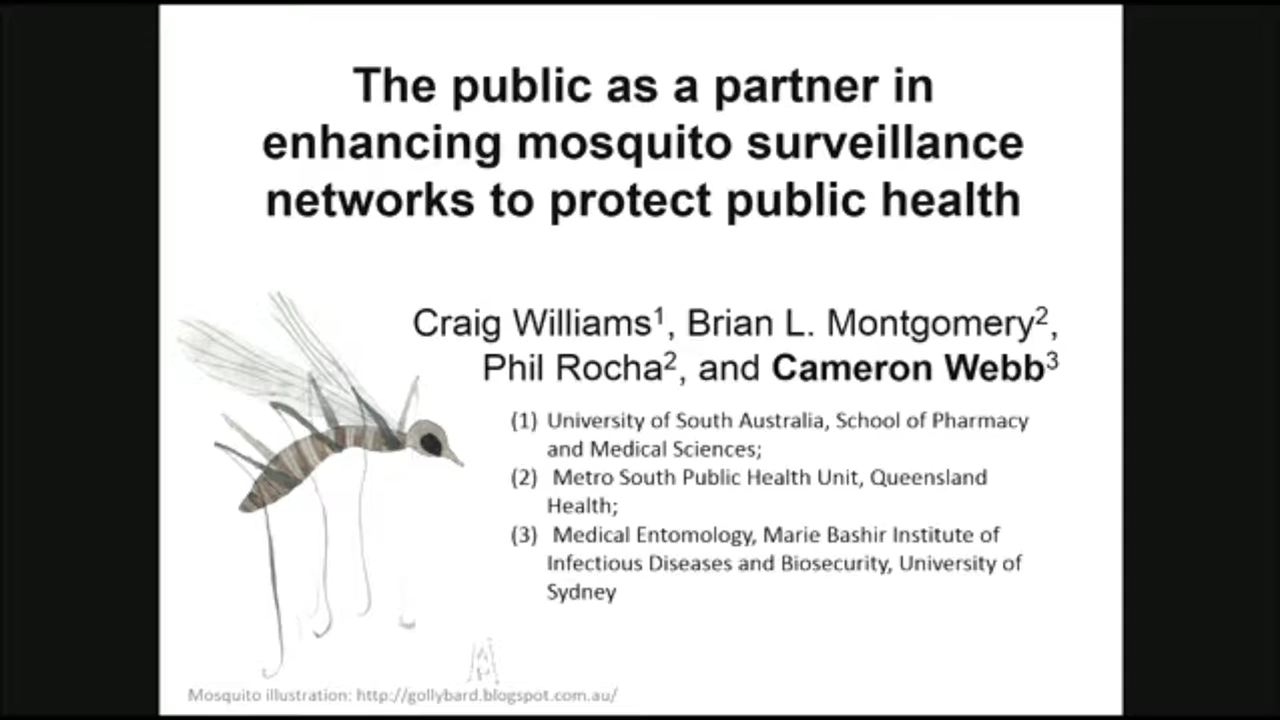 The public as a partner in
enhancing mosquito surveillance
networks to protect public health
Craig Williams¹, Brian L. Montgomery²,
Phil Rocha², and Cameron Webb³
(1) University of South Australia, School of Pharmacy
and Medical Sciences;
(2) Metro South Public Health Unit, Queensland
Health;
(3) Medical Entomology, Marie Bashir Institute of
Infectious Diseases and Biosecurity, University of
Sydney
Mosquito illustration: http://gollybard.blogspot.com.au/